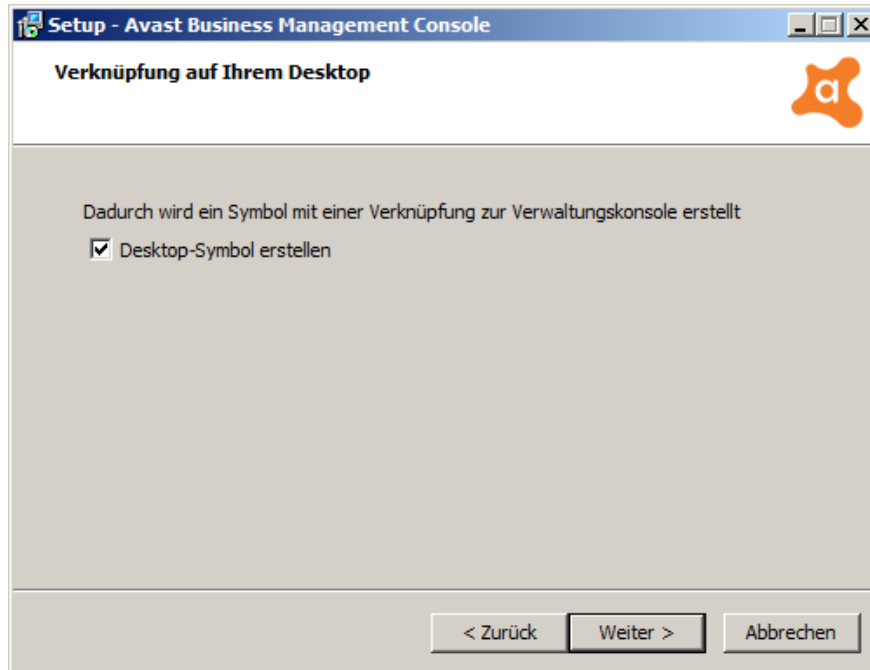 Setup - Avast Business Management Console
Verknüpfung auf Ihrem Desktop
a
Dadurch wird ein Symbol mit einer Verknüpfung zur Verwaltungskonsole erstellt
Desktop-Symbol erstellen
< Zurück Weiter > Abbrechen